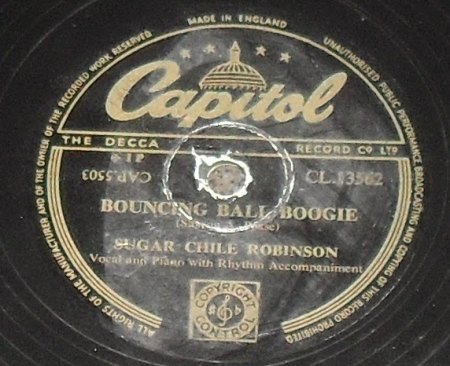 MADE IN ENGLAND
ALL RIGHTS OF THE MANUFACTURER AND OF THE OWNER OF THE RECORDED WORK RESERVED
UNAUTHORISED PUBLIC PERFORMANCE BROADCASTING AND COPYING OF THIS RECORD PROHIBITED
Capitol
THE DECCA RECORD CO LTD
CAP.5503 CL.13562
BOUNCING BALL BOOGIE
SUGAR CHILE ROBINSON
Vocal and Piano with Rhythm Accompaniment
COPYRIGHT
CONTROL